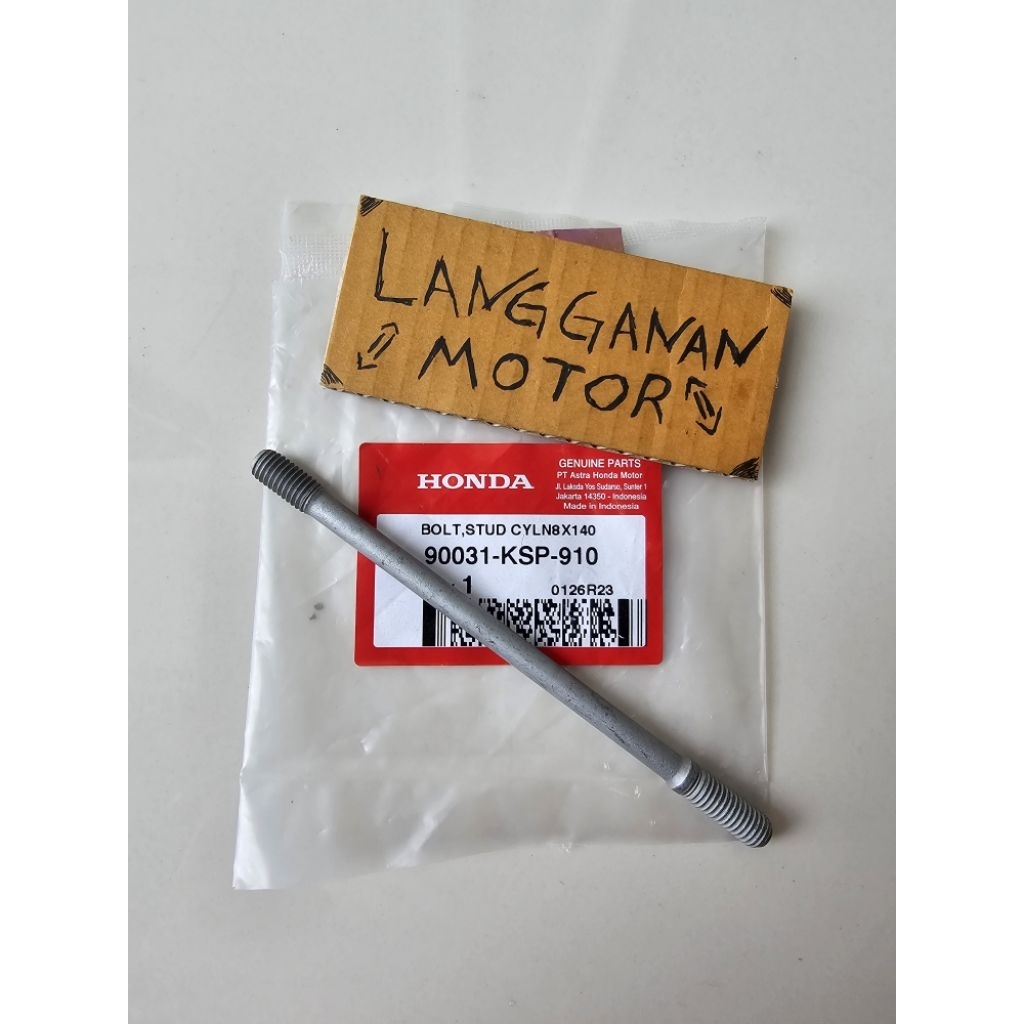 LANGGANAN
MOTOR
HONDA
GENUINE PARTS
PT Astra Honda Motor
Jl. Laksda Yos Sudarso, Sunter 1
Jakarta 14350 - Indonesia
Made in Indonesia
BOLT,STUD CYLN8X140
90031-KSP-910
1
0126R23